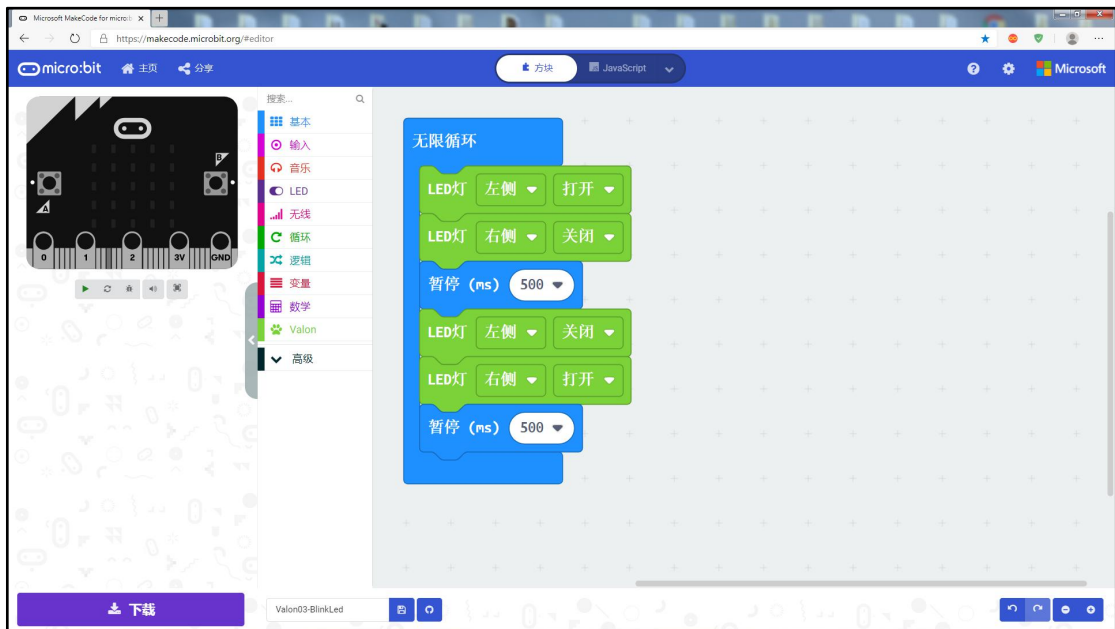 Microsoft MakeCode for micro:b
https://makecode.microbit.org/#editor
micro:bit 主页 分享 方块 JavaScript Microsoft
搜索...
基本
输入
音乐
LED
无线
循环
逻辑
变量
数学
Valon
高级
A
B
0 1 2 3V GND
无限循环
LED灯 左侧 打开
LED灯 右侧 关闭
暂停 (ms) 500
LED灯 左侧 关闭
LED灯 右侧 打开
暂停 (ms) 500
下载
Valon03-BlinkLed